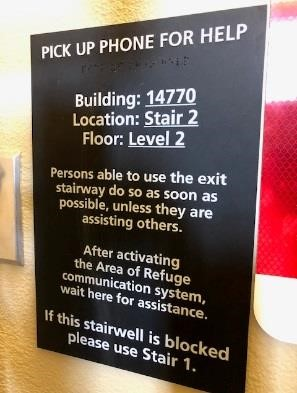 PICK UP PHONE FOR HELP
Building: 14770
Location: Stair 2
Floor: Level 2
Persons able to use the exit
stairway do so as soon as
possible, unless they are
assisting others.
After activating
the Area of Refuge
communication system,
wait here for assistance.
If this stairwell is blocked
please use Stair 1.